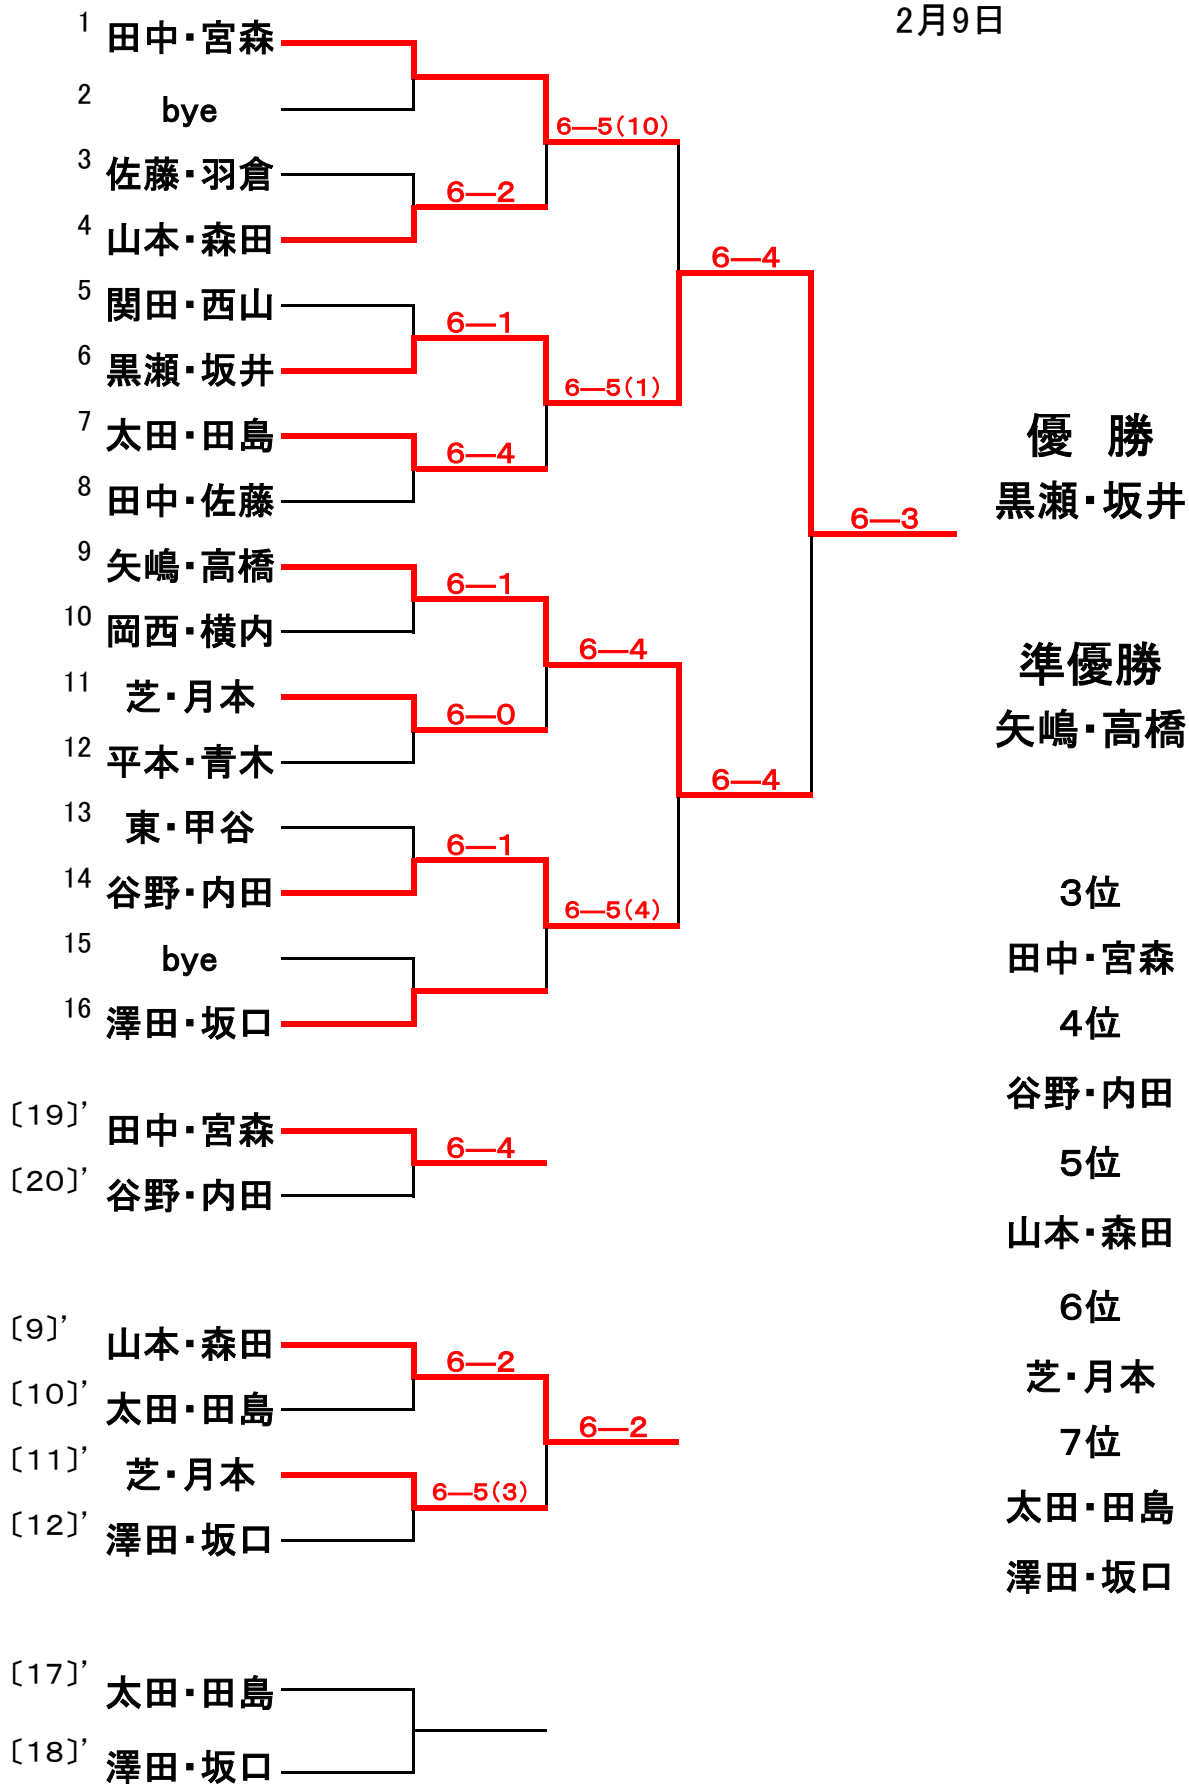 2月9日
1 田中・宮森
2 bye
6―5(10)
3 佐藤・羽倉
6―2
4 山本・森田
6―4
5 関田・西山
6―1
6 黒瀬・坂井
6―5(1)
7 太田・田島
6―4
8 田中・佐藤
優 勝
黒瀬・坂井
6―3
9 矢嶋・高橋
6―1
10 岡西・横内
6―4
準優勝
11 芝・月本
6―0
矢嶋・高橋
12 平本・青木
6―4
13 東・甲谷
6―1
14 谷野・内田
6―5(4)
15 bye
16 澤田・坂口
3位
田中・宮森
4位
谷野・内田
5位
山本・森田
6位
芝・月本
7位
太田・田島
澤田・坂口
〔19〕’ 田中・宮森
6―4
〔20〕’ 谷野・内田
〔9〕’ 山本・森田
6―2
〔10〕’ 太田・田島
6―2
〔11〕’ 芝・月本
6―5(3)
〔12〕’ 澤田・坂口
〔17〕’ 太田・田島
〔18〕’ 澤田・坂口